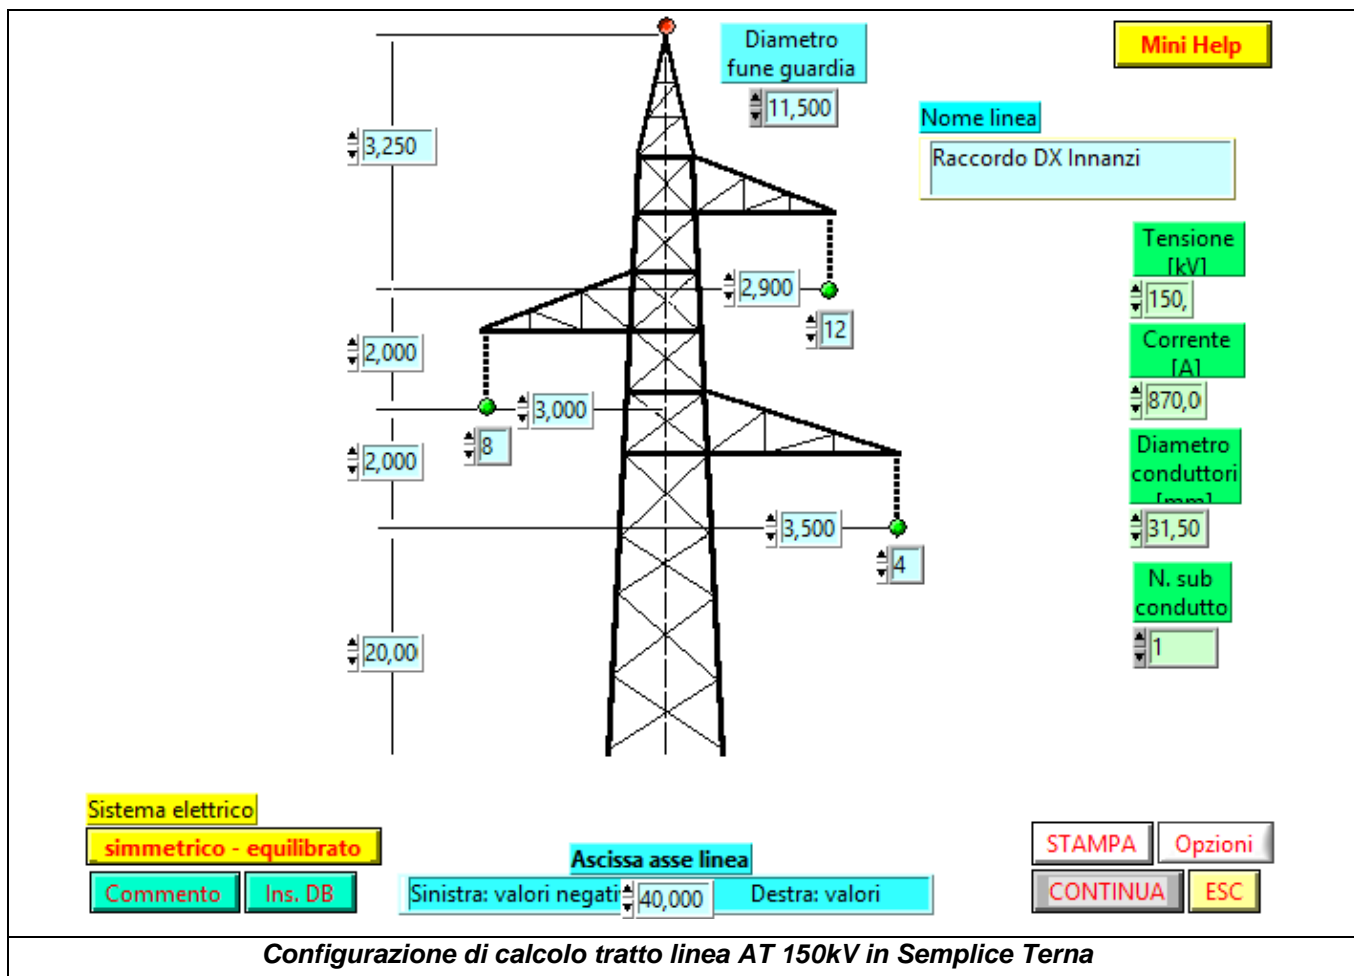 Diametro
fune guardia
11,500
Mini Help
Nome linea
Raccordo DX Innanzi
3,250
Tensione
[kV]
150,
2,900
12
Corrente
[A]
870,0
2,000
3,000
8
2,000
Diametro
conduttori
[mm]
31,50
3,500
4
N. sub
condutto
1
20,00
Sistema elettrico
simmetrico - equilibrato
Commento
Ins. DB
Ascissa asse linea
Sinistra: valori negati
40,000
Destra: valori
STAMPA
Opzioni
CONTINUA
ESC
Configurazione di calcolo tratto linea AT 150kV in Semplice Terna